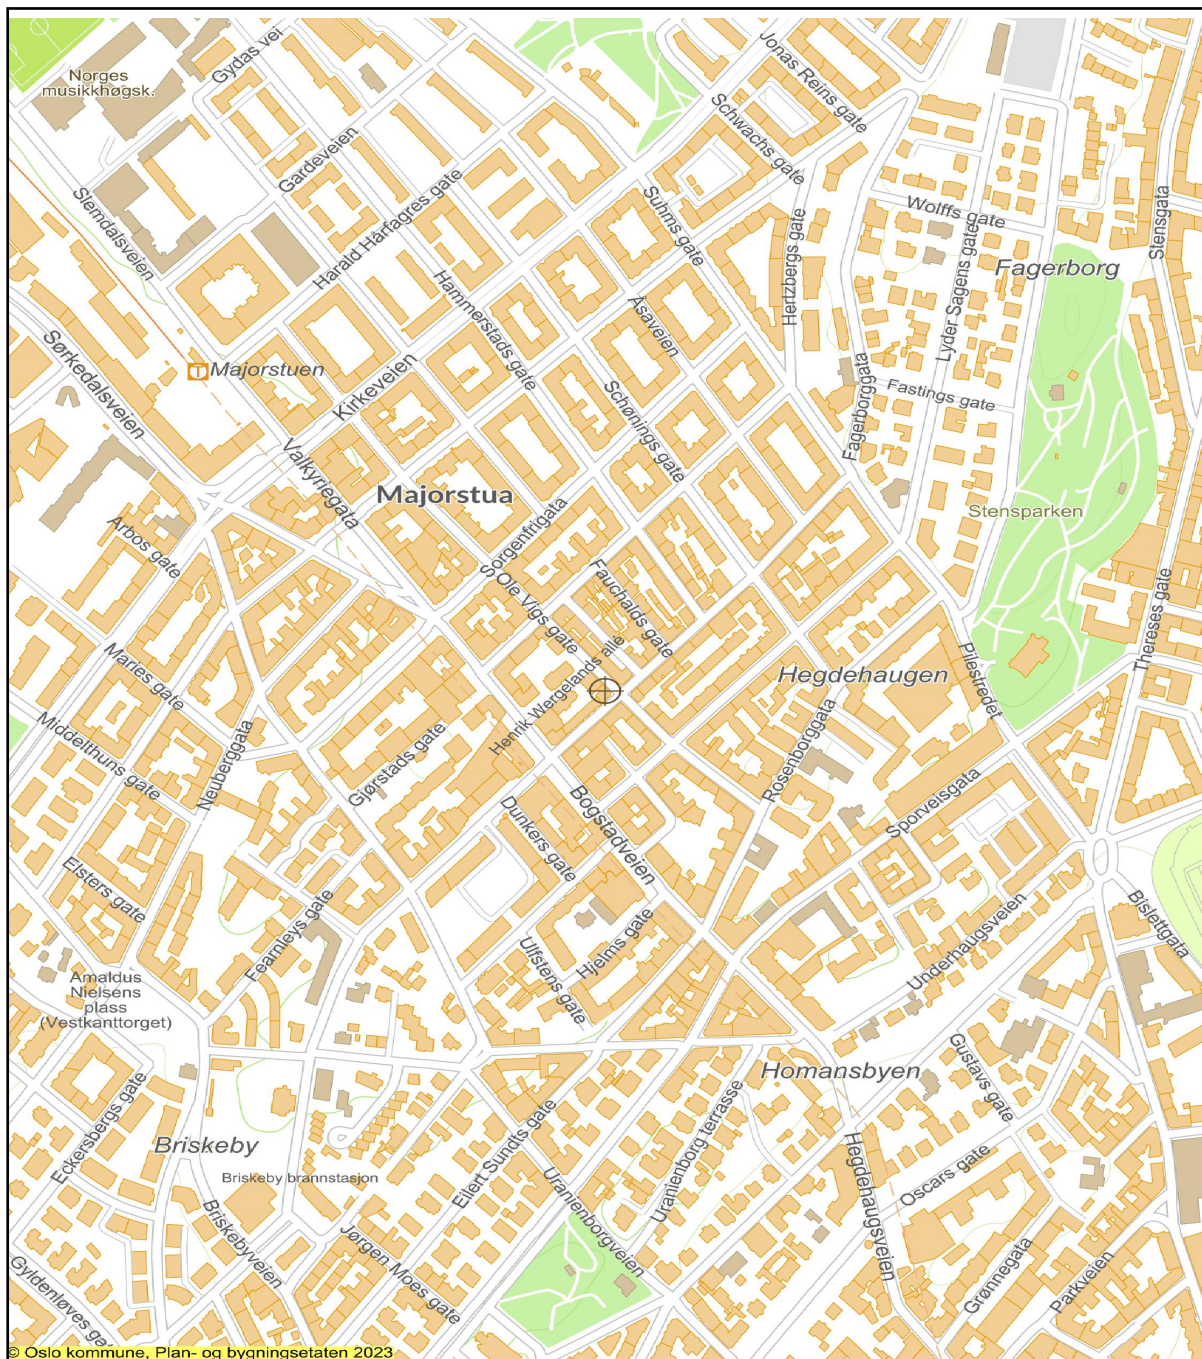 Gydas vei
Norges
musikkhøgsk.
Jonas Reins gate
Schwachs gate
Gardeveien
Slemdalsveien
Harald Hårfagres gate
Suhms gate
Wolffs gate
Stensgata
Hertzbergs gate
Fagerborg
Lyder Sagens gate
Hammerstads gate
Åsaveien
Sørkedalsveien
T
Majorstuen
Kirkeveien
Fastings gate
Fagerborggata
Schønings gate
Valkyriegata
Majorstua
Stensparken
Arbos gate
Sorgenfrigata
Ole Vigs gate
Fauchalds gate
Thereses gate
Maries gate
Henrik Wergelands allé
Hegdehaugen
Pilestredet
Middelthuns gate
Neuberggata
Gjørstads gate
Rosenborggata
Dunkers gate
Bogstadveien
Sporveisgata
Elsters gate
Fearnleys gate
Hjelms gate
Ulfstens gate
Underhaugsveien
Bislettgata
Amaldus
Nielsens
plass
(Vestkanttorget)
Gustavs gate
Homansbyen
Eckersbergs gate
Briskeby
Briskeby brannstasjon
Eilert Sundts gate
Uranienborg terrasse
Uranienborgveien
Hegdehaugsveien
Oscars gate
Briskebyveien
Jørgen Moes gate
Gyldenløves ga
Grønnegata
Parkveien
© Oslo kommune, Plan- og bygningsetaten 2023